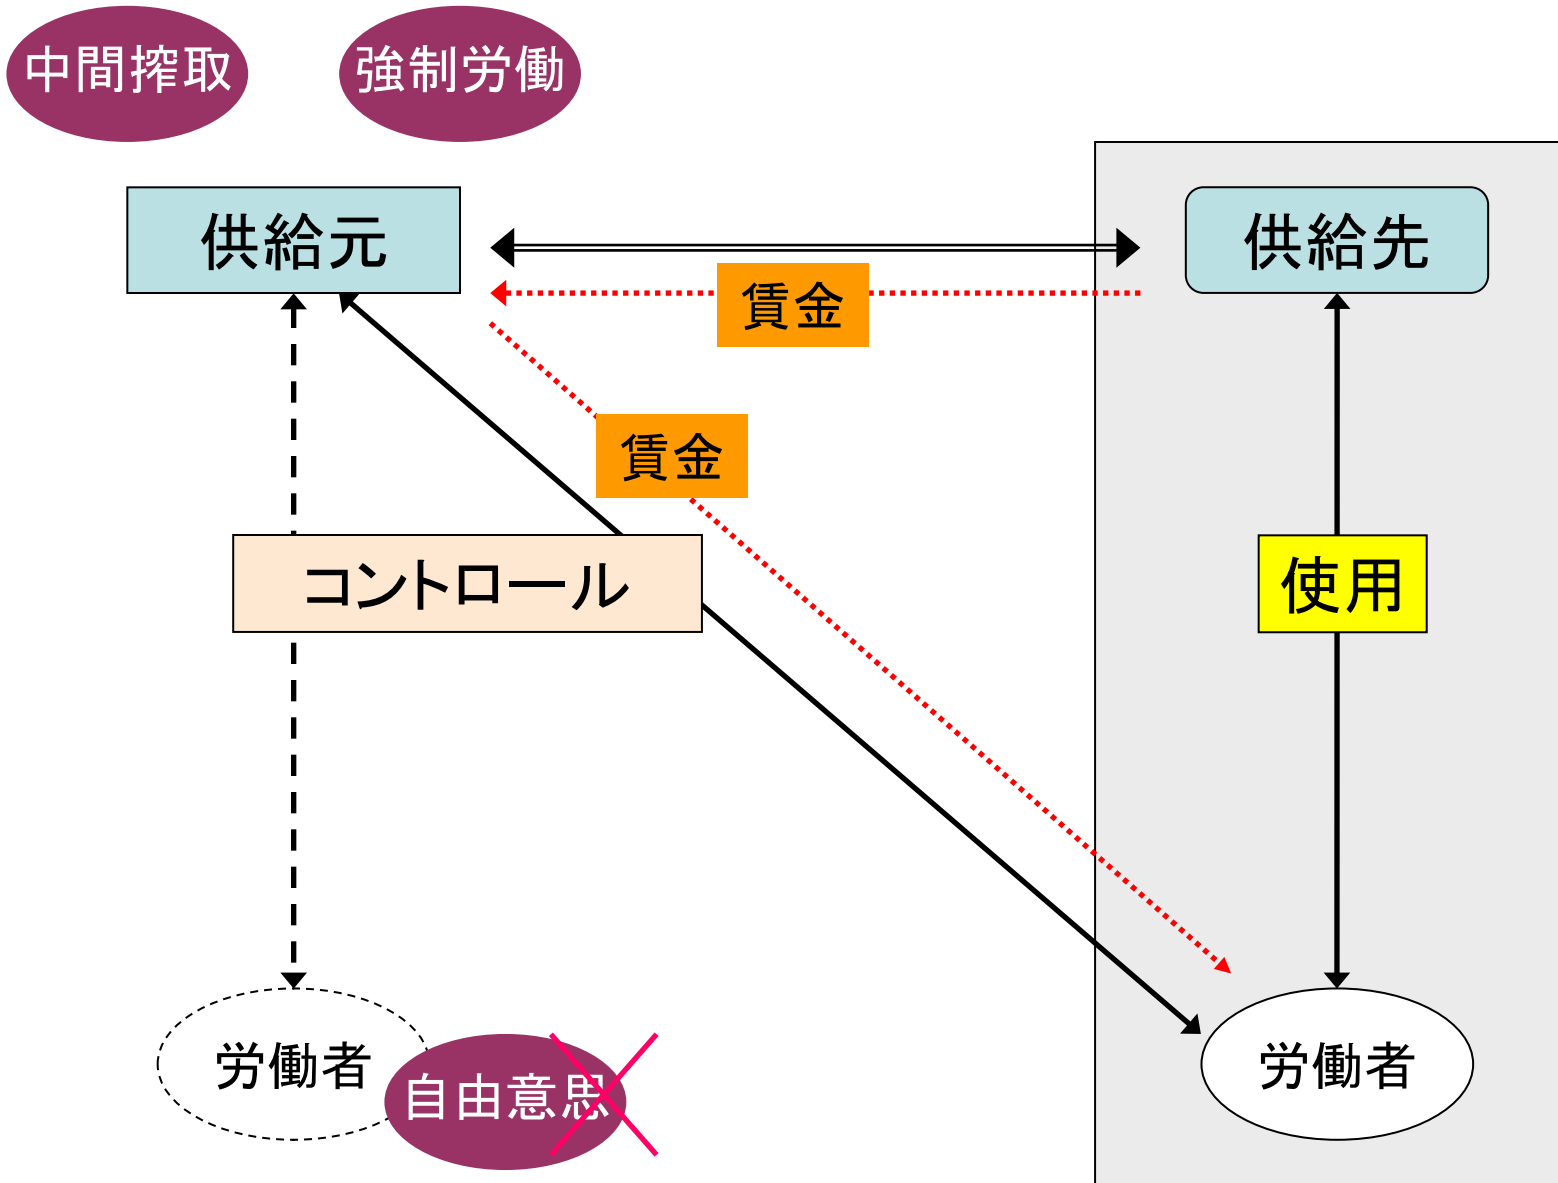 中間搾取
強制労働
供給元
供給先
賃金
賃金
コントロール
使用
労働者
自由意思
労働者